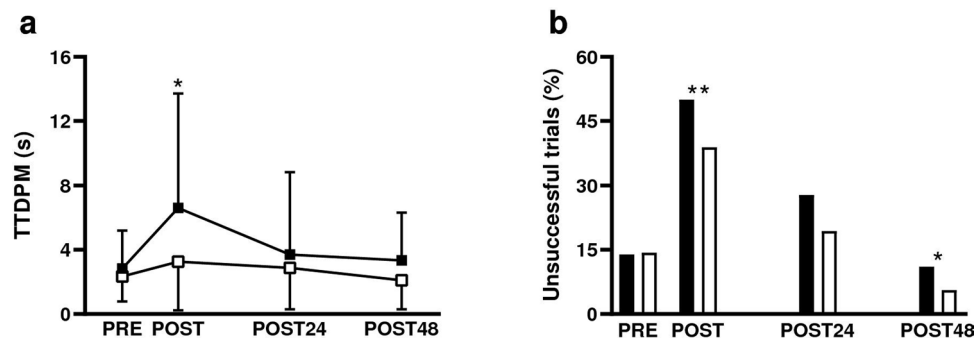 a
TTDPM (s)
16
12
8
4
0
*
PRE POST POST24 POST48
b
Unsuccessful trials (%)
60
45
30
15
0
**
*
PRE POST POST24 POST48